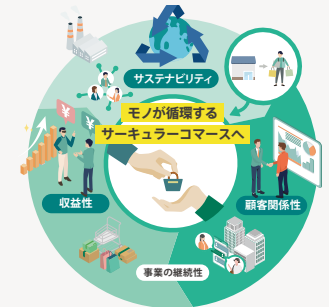 サステナビリティ
モノが循環する
サーキュラーコマースへ
収益性
顧客関係性
事業の継続性